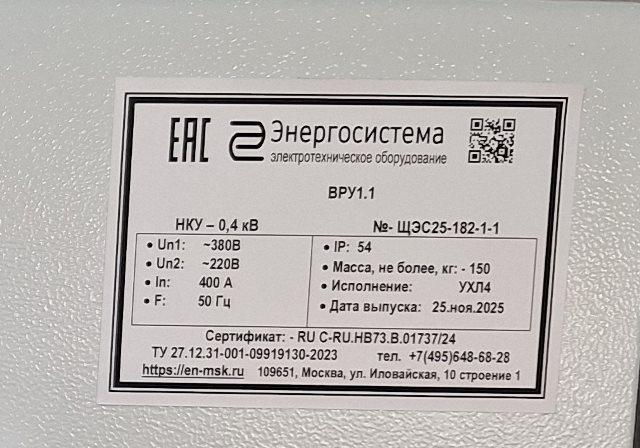 EAC Энергосистема
электротехническое оборудование
ВРУ1.1
НКУ – 0,4 кВ №- ЩЭС25-182-1-1
• Un1: ~380В
• Un2: ~220В
• In: 400 А
• F: 50 Гц
• IP: 54
• Масса, не более, кг: - 150
• Исполнение: УХЛ4
• Дата выпуска: 25.ноя.2025
Сертификат: - RU C-RU.HB73.B.01737/24
ТУ 27.12.31-001-09919130-2023 тел. +7(495)648-68-28
https://en-msk.ru 109651, Москва, ул. Иловайская, 10 строение 1